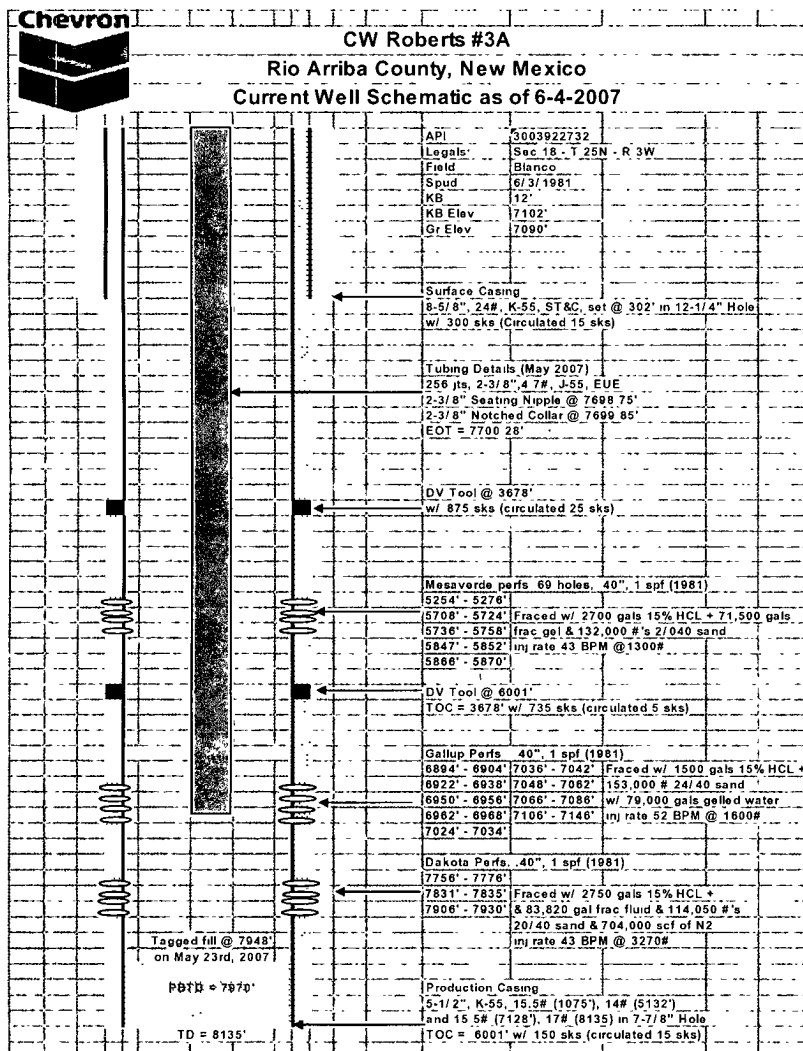 Chevron
CW Roberts #3A
Rio Arriba County, New Mexico
Current Well Schematic as of 6-4-2007
API 3003922732
Legals: Sec 18 - T 25N - R 3W
Field Blanco
Spud 6/3/1981
KB 12'
KB Elev 7102'
Gr Elev 7090'
Surface Casing
8-5/8", 24#, K-55, ST&C, set @ 302' in 12-1/4" Hole
w/ 300 sks (Circulated 15 sks)
Tubing Details (May 2007)
256 jts, 2-3/8", 4 7#, J-55, EUE
2-3/8" Seating Nipple @ 7698 75'
2-3/8" Notched Collar @ 7699 85'
EOT = 7700 28'
DV Tool @ 3678'
w/ 875 sks (circulated 25 sks)
Mesaverde perfs 69 holes, 40", 1 spf (1981)
5254' - 5276'
5708' - 5724' Fraced w/ 2700 gals 15% HCL + 71,500 gals
5736' - 5758' frac gel & 132,000 #'s 2/040 sand
5847' - 5852' inj rate 43 BPM @1300#
5866' - 5870'
DV Tool @ 6001'
TOC = 3678' w/ 735 sks (circulated 5 sks)
Gallup Perfs 40", 1 spf (1981)
6894' - 6904' 7036' - 7042' Fraced w/ 1500 gals 15% HCL +
6922' - 6938' 7048' - 7062' 153,000 # 24/40 sand
6950' - 6956' 7066' - 7086' w/ 79,000 gals gelled water
6962' - 6968' 7106' - 7146' inj rate 52 BPM @ 1600#
7024' - 7034'
Dakota Perfs. .40", 1 spf (1981)
7756' - 7776'
7831' - 7835' Fraced w/ 2750 gals 15% HCL +
7906' - 7930' & 83,820 gal frac fluid & 114,050 #'s
20/40 sand & 704,000 scf of N2
inj rate 43 BPM @ 3270#
Tagged fill @ 7948'
on May 23rd, 2007
PBTD = 7970'
TD = 8135'
Production Casing
5-1/2", K-55, 15.5# (1075'), 14# (5132')
and 15 5# (7128'), 17# (8135) in 7-7/8" Hole
TOC = 6001' w/ 150 sks (circulated 15 sks)